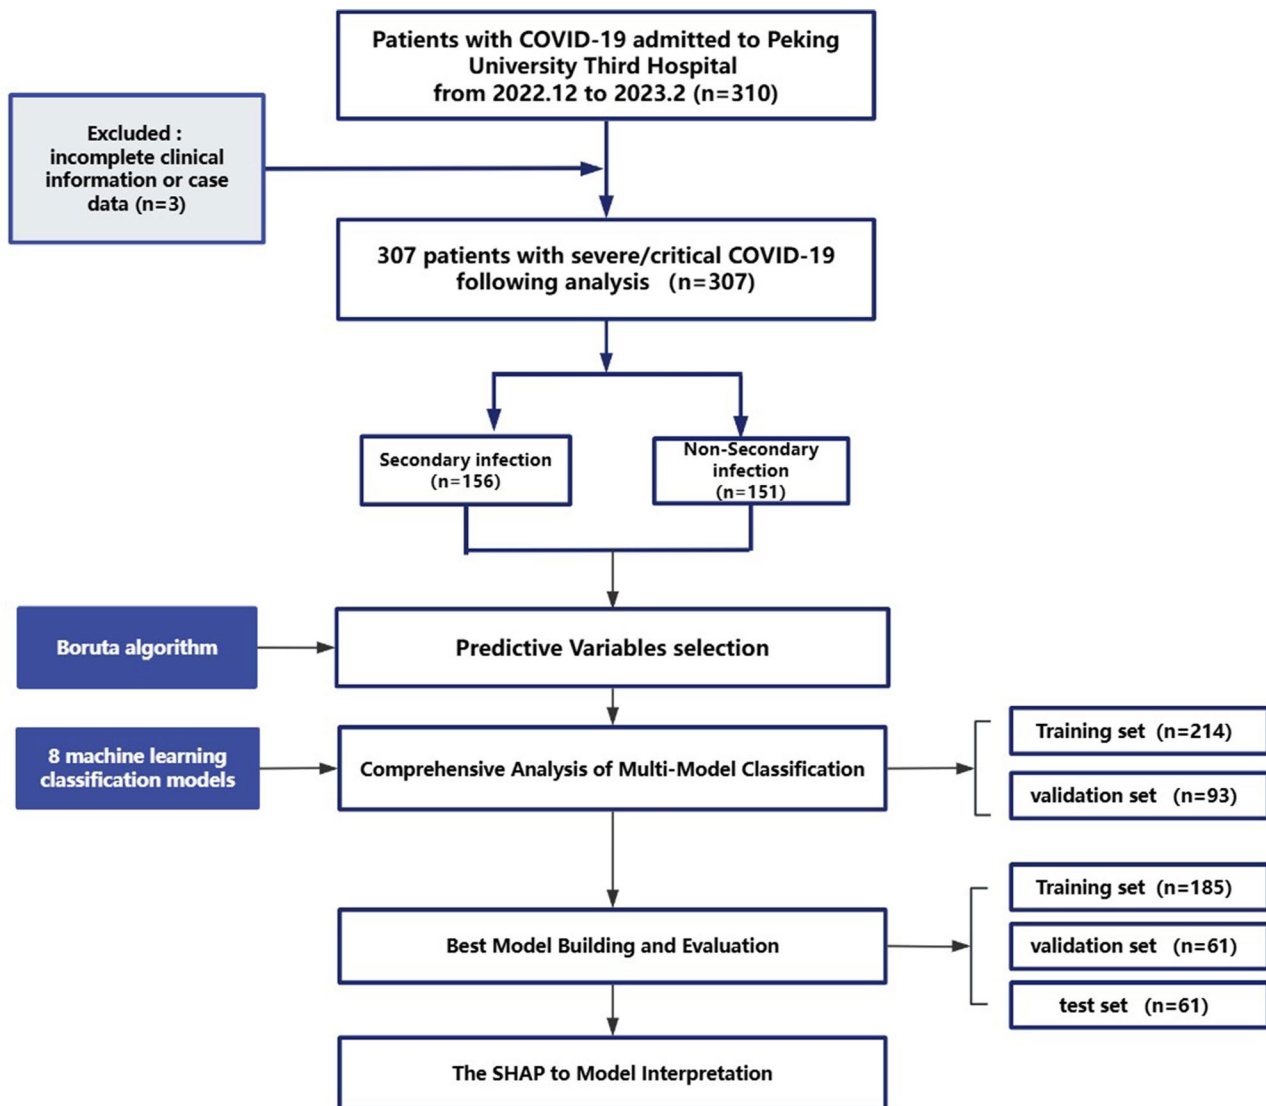 Patients with COVID-19 admitted to Peking
University Third Hospital
from 2022.12 to 2023.2 (n=310)
Excluded :
incomplete clinical
information or case
data (n=3)
307 patients with severe/critical COVID-19
following analysis (n=307)
Secondary infection
(n=156)
Non-Secondary
infection
(n=151)
Boruta algorithm
Predictive Variables selection
8 machine learning
classification models
Comprehensive Analysis of Multi-Model Classification
Training set (n=214)
validation set (n=93)
Best Model Building and Evaluation
Training set (n=185)
validation set (n=61)
test set (n=61)
The SHAP to Model Interpretation